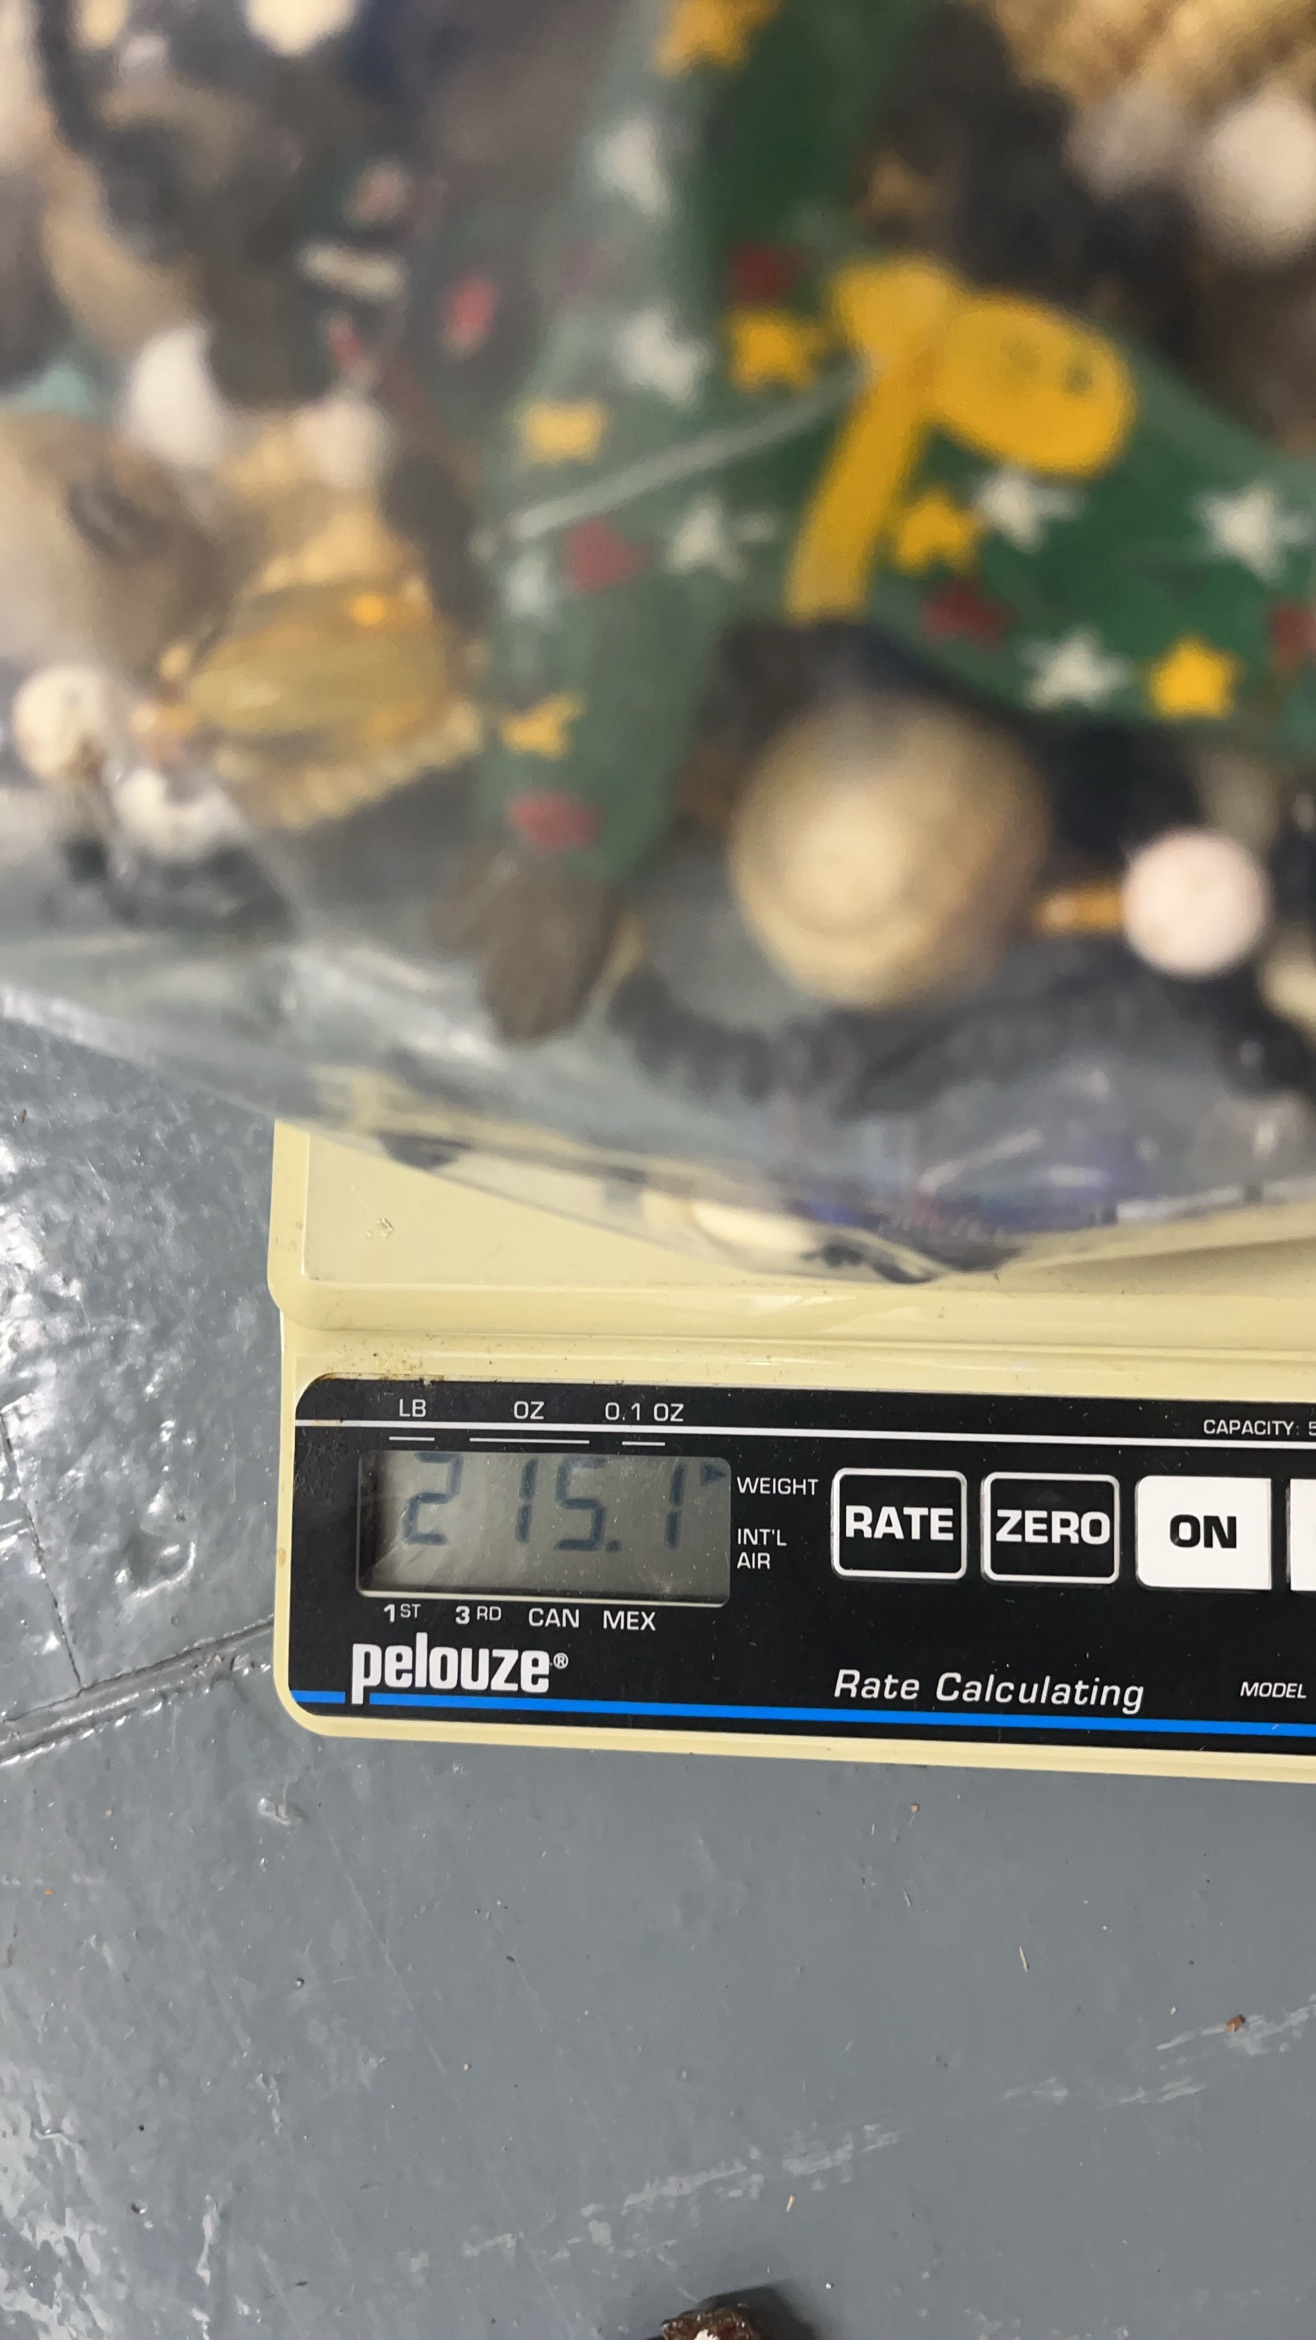 LB OZ 0.1 OZ
CAPACITY: 5
2 15.1
WEIGHT
INT'L
AIR
RATE ZERO ON
1ST 3RD CAN MEX
pelouze®
Rate Calculating
MODEL